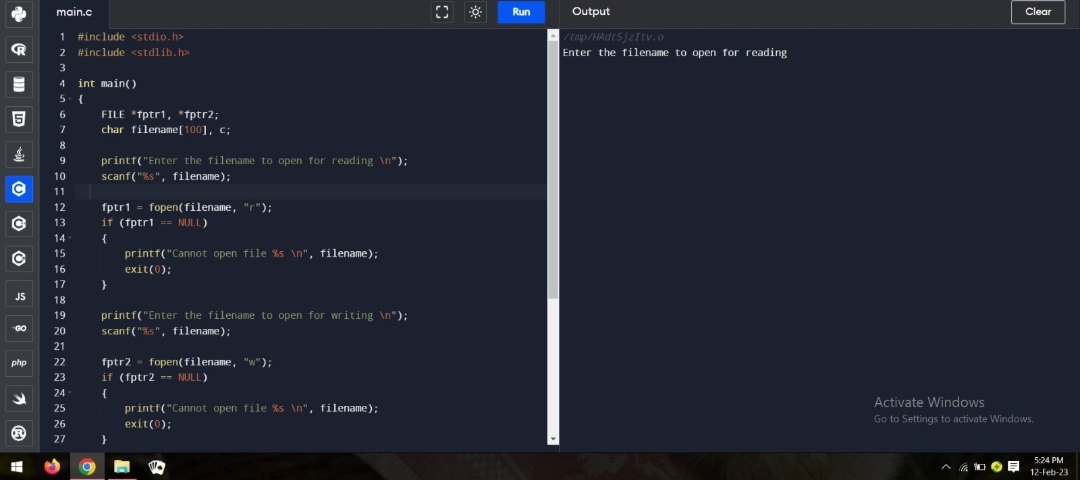 main.c
Run
Output
Clear
1 #include <stdio.h>
2 #include <stdlib.h>
3
4 int main()
5 {
6 FILE *fptr1, *fptr2;
7 char filename[100], c;
8
9 printf("Enter the filename to open for reading \n");
10 scanf("%s", filename);
11
12 fptr1 = fopen(filename, "r");
13 if (fptr1 == NULL)
14 {
15 printf("Cannot open file %s \n", filename);
16 exit(0);
17 }
18
19 printf("Enter the filename to open for writing \n");
20 scanf("%s", filename);
21
22 fptr2 = fopen(filename, "w");
23 if (fptr2 == NULL)
24 {
25 printf("Cannot open file %s \n", filename);
26 exit(0);
27 }
/tmp/HAdt5jzItv.o
Enter the filename to open for reading
JS
GO
php
Activate Windows
Go to Settings to activate Windows.
5:24 PM
12-Feb-23